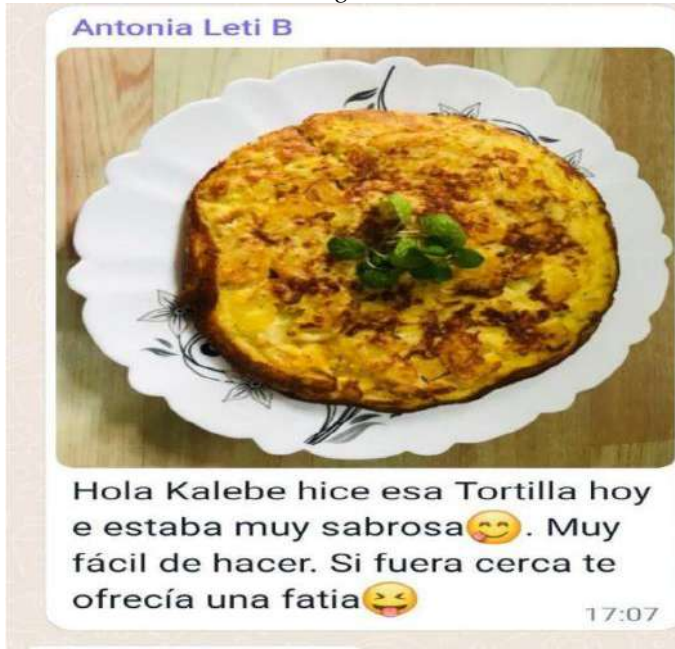 Antonia Leti B
Hola Kalebe hice esa Tortilla hoy
e estaba muy sabrosa😋. Muy
fácil de hacer. Si fuera cerca te
ofrecía una fatia😝
17:07